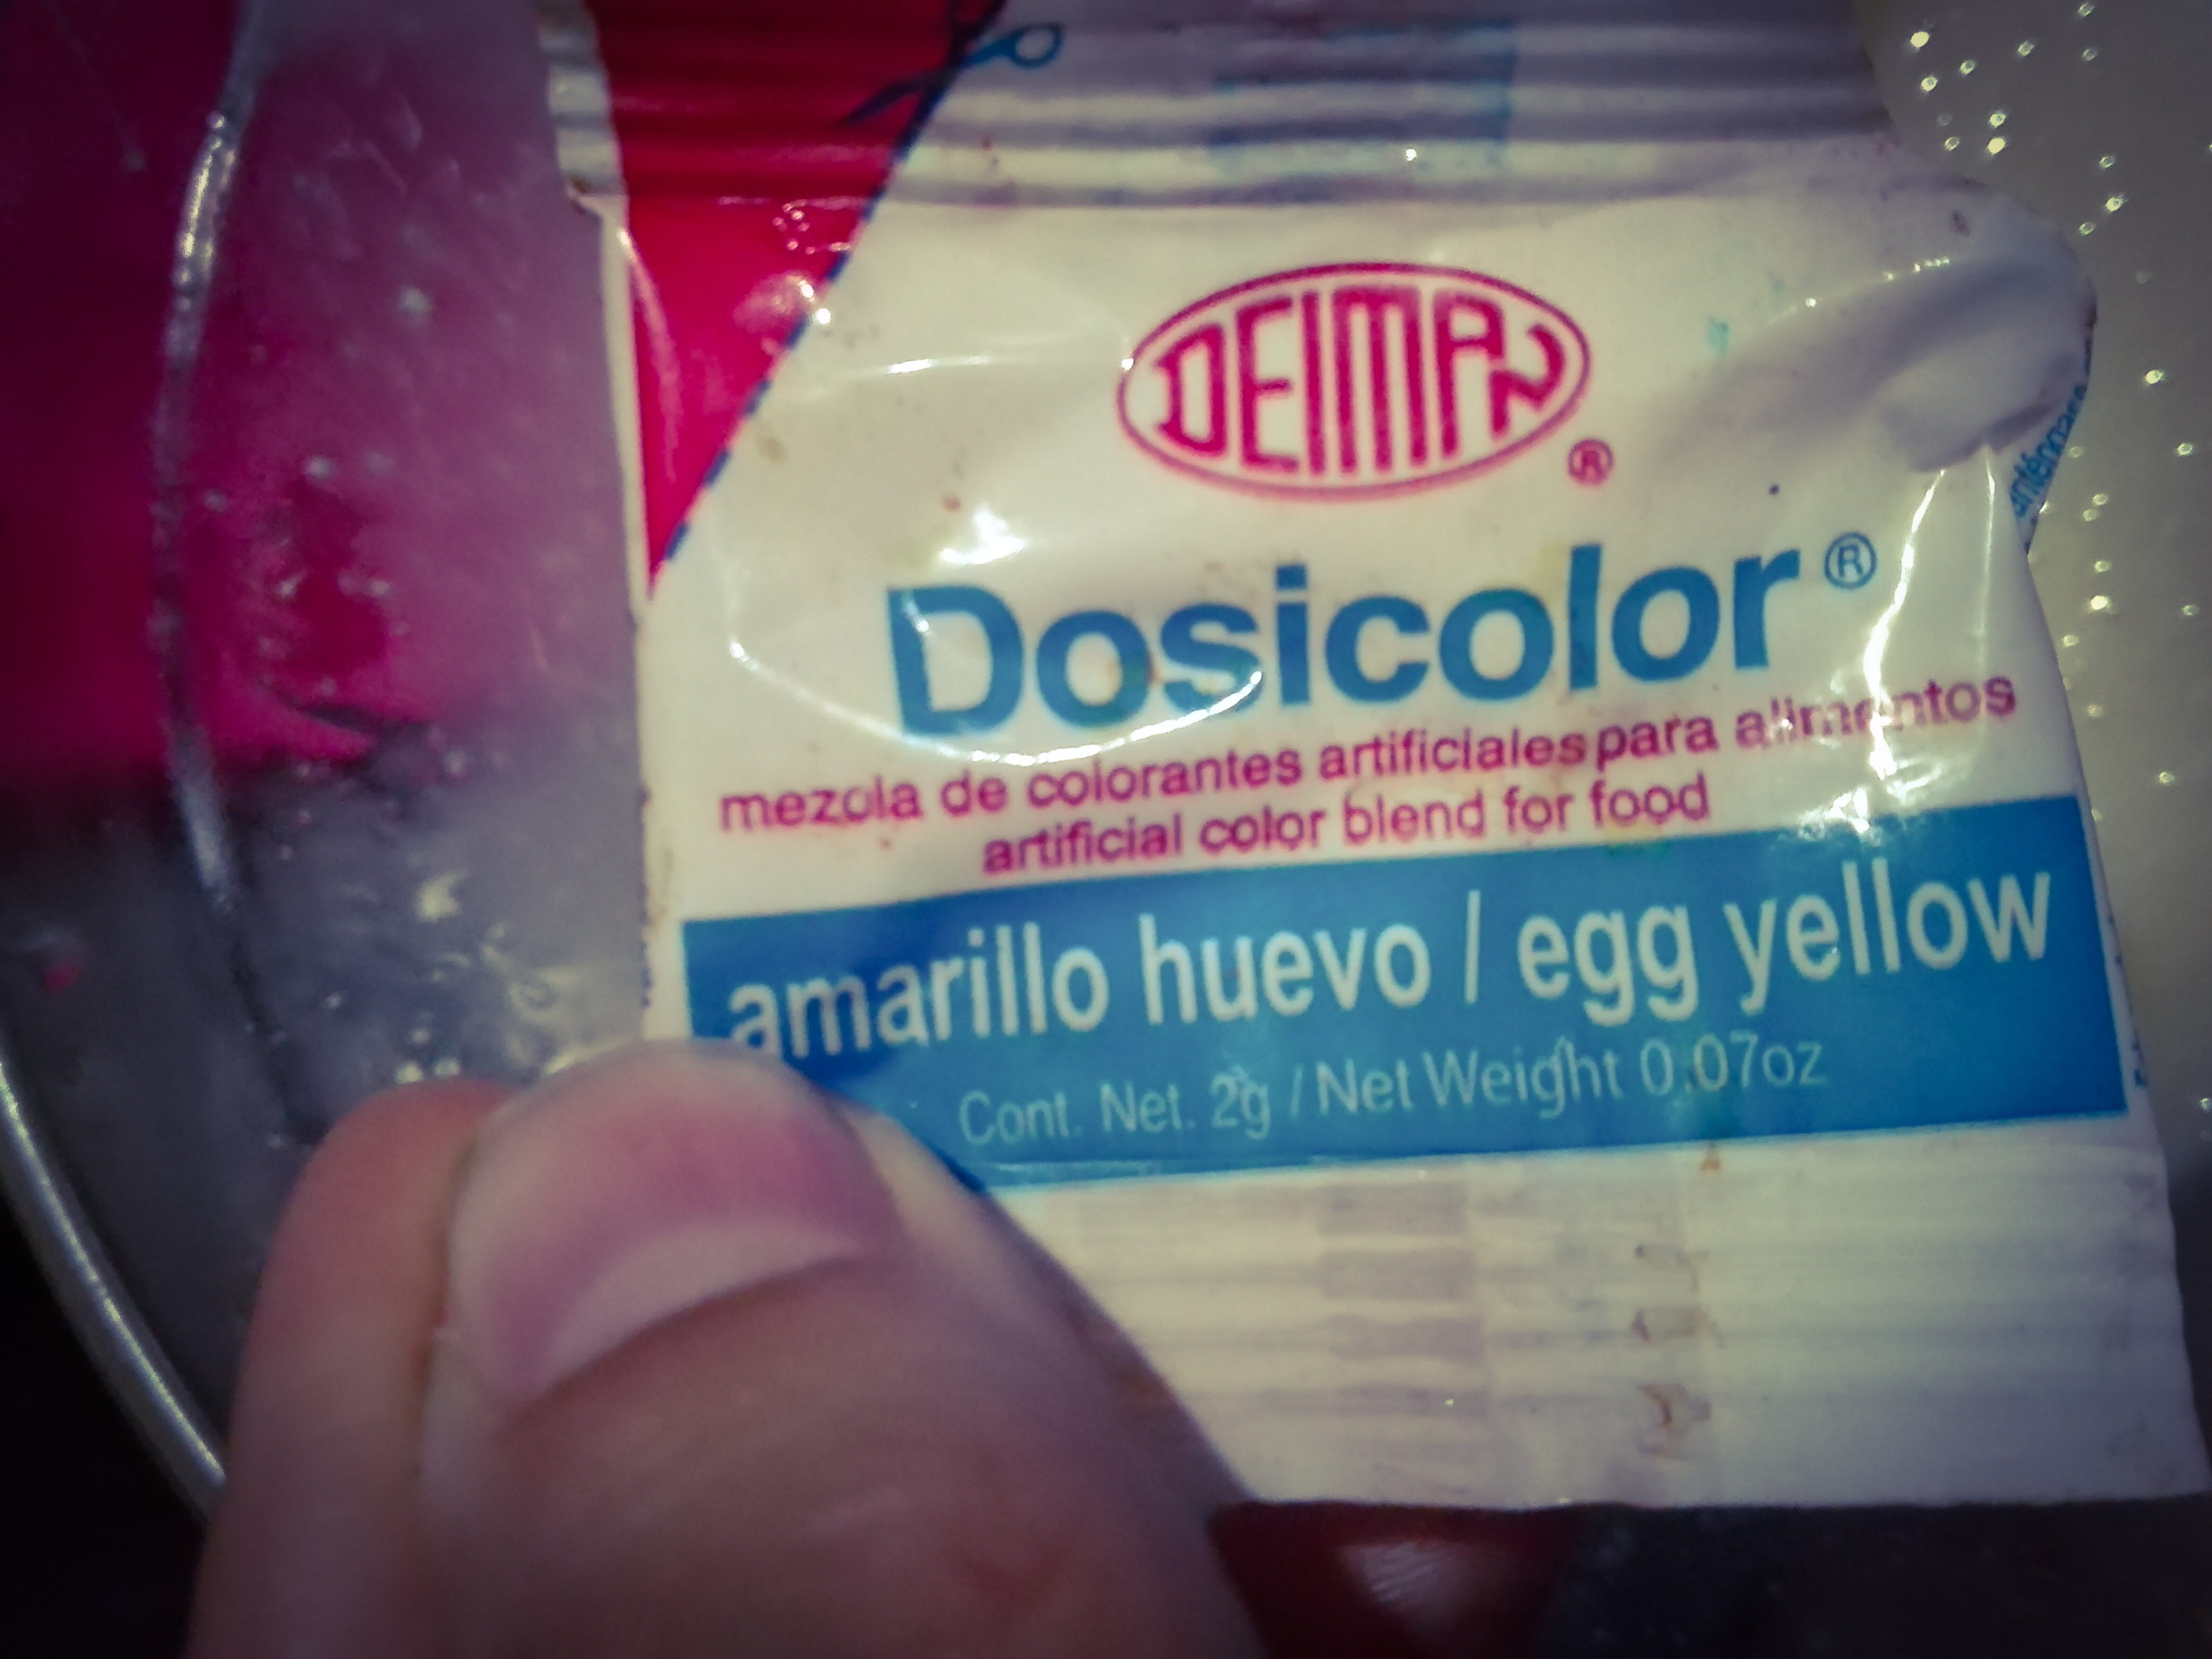 DEIMAN
®
Dosicolor®
mezcla de colorantes artificiales para alimentos
artificial color blend for food
amarillo huevo / egg yellow
Cont. Net. 2g / Net Weight 0.07oz